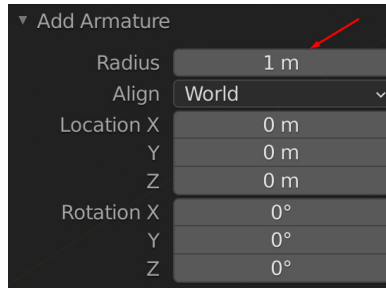 Add Armature
Radius 1 m
Align World
Location X 0 m
Y 0 m
Z 0 m
Rotation X 0°
Y 0°
Z 0°